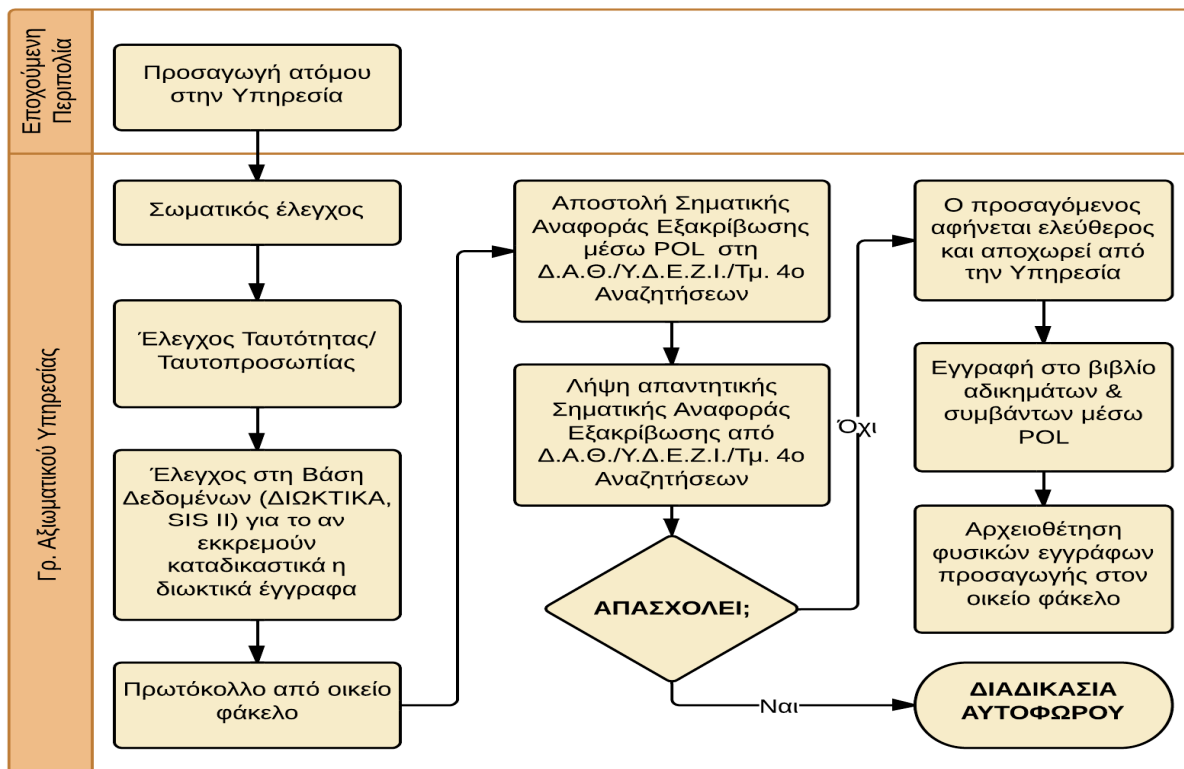 Εποχούμενη
Περιπολία
Προσαγωγή ατόμου
στην Υπηρεσία
Γρ. Αξιωματικού Υπηρεσίας
Σωματικός έλεγχος
Έλεγχος Ταυτότητας/
Ταυτοπροσωπίας
Έλεγχος στη Βάση
Δεδομένων (ΔΙΩΚΤΙΚΑ,
SIS II) για το αν
εκκρεμούν
καταδικαστικά η
διωκτικά έγγραφα
Πρωτόκολλο από οικείο
φάκελο
Αποστολή Σηματικής
Αναφοράς Εξακρίβωσης
μέσω POL στη
Δ.Α.Θ./Υ.Δ.Ε.Ζ.Ι./Τμ. 4ο
Αναζητήσεων
Λήψη απαντητικής
Σηματικής Αναφοράς
Εξακρίβωσης από
Δ.Α.Θ./Υ.Δ.Ε.Ζ.Ι./Τμ. 4ο
Αναζητήσεων
ΑΠΑΣΧΟΛΕΙ;
Όχι
Ναι
Ο προσαγόμενος
αφήνεται ελεύθερος
και αποχωρεί από
την Υπηρεσία
Εγγραφή στο βιβλίο
αδικημάτων &
συμβάντων μέσω
POL
Αρχειοθέτηση
φυσικών εγγράφων
προσαγωγής στον
οικείο φάκελο
ΔΙΑΔΙΚΑΣΙΑ
ΑΥΤΟΦΩΡΟΥ